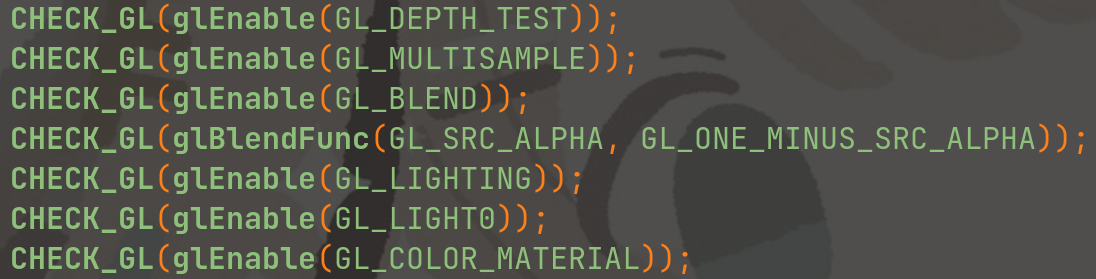 CHECK_GL(glEnable(GL_DEPTH_TEST));
CHECK_GL(glEnable(GL_MULTISAMPLE));
CHECK_GL(glEnable(GL_BLEND));
CHECK_GL(glBlendFunc(GL_SRC_ALPHA, GL_ONE_MINUS_SRC_ALPHA));
CHECK_GL(glEnable(GL_LIGHTING));
CHECK_GL(glEnable(GL_LIGHT0));
CHECK_GL(glEnable(GL_COLOR_MATERIAL));